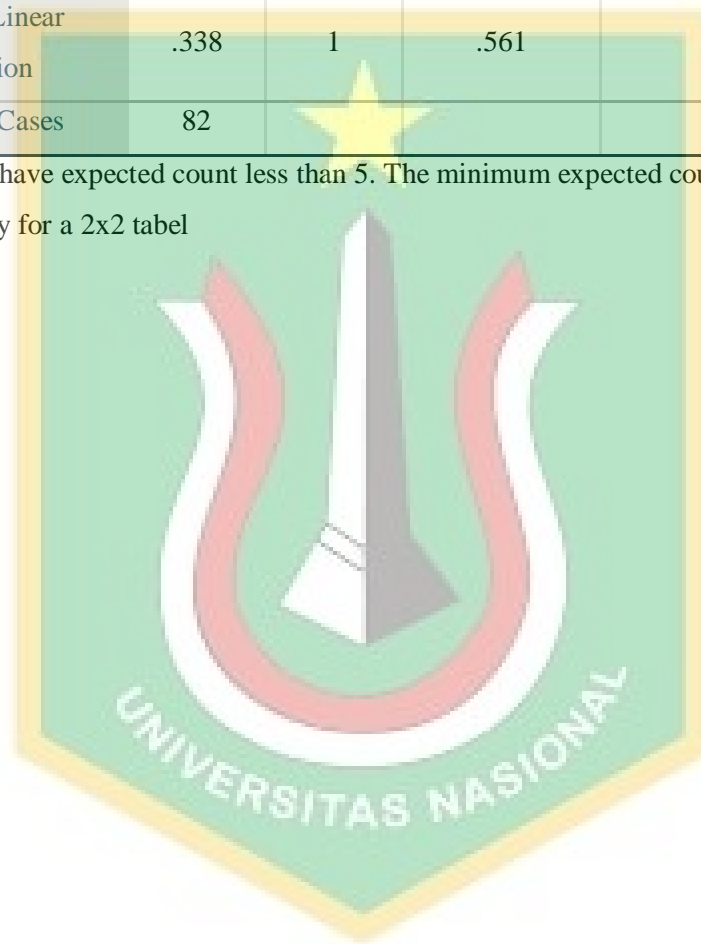 Linear
ion .338 1 .561
Cases 82
have expected count less than 5. The minimum expected cou
y for a 2x2 tabel
UNIVERSITAS NASIONAL